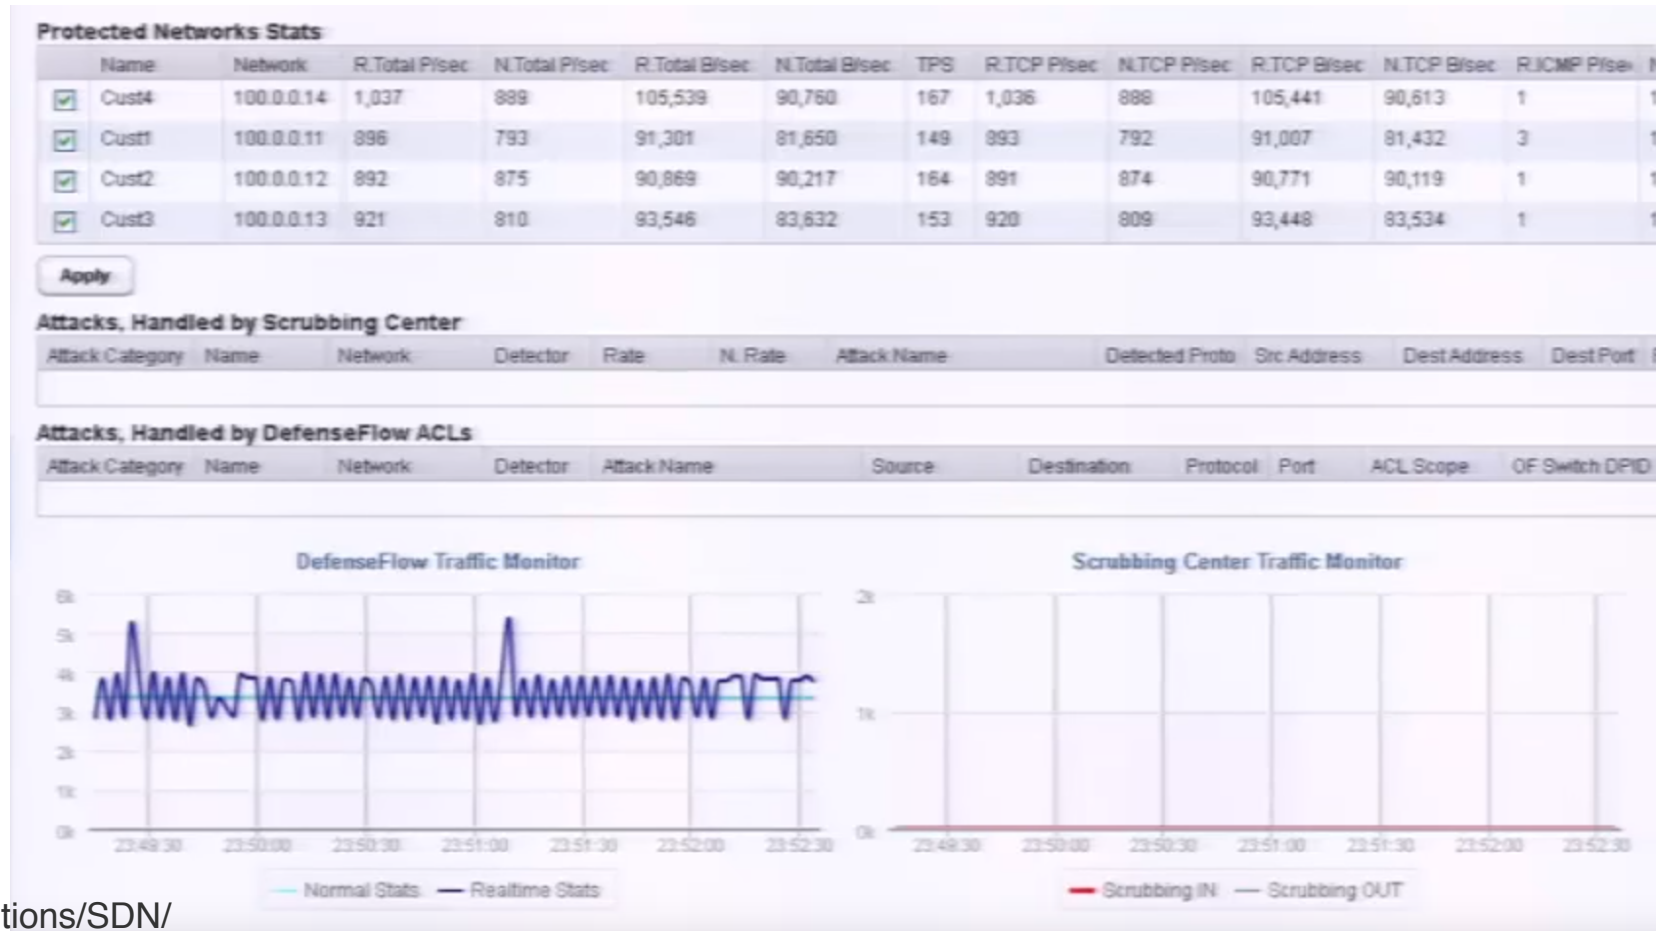 Protected Networks Stats
Name Network R.Total P/sec N.Total P/sec R.Total B/sec N.Total B/sec TPS R.TCP P/sec N.TCP P/sec R.TCP B/sec N.TCP B/sec R.ICMP P/sec
Cust4 100.0.0.14 1,037 889 105,539 90,760 167 1,036 888 105,441 90,613 1
Cust1 100.0.0.11 896 793 91,301 81,650 149 893 792 91,007 81,432 3
Cust2 100.0.0.12 892 875 90,869 90,217 164 891 874 90,771 90,119 1
Cust3 100.0.0.13 921 810 93,546 83,632 153 920 809 93,448 83,534 1
Apply
Attacks, Handled by Scrubbing Center
Attack Category Name Network Detector Rate N. Rate Attack Name Detected Proto Src Address Dest Address Dest Port
Attacks, Handled by DefenseFlow ACLs
Attack Category Name Network Detector Attack Name Source Destination Protocol Port ACL Scope OF Switch DPID
DefenseFlow Traffic Monitor Scrubbing Center Traffic Monitor
6k 2k
5k
4k
3k 1k
2k
1k
0k 0k
23:49:30 23:50:00 23:50:30 23:51:00 23:51:30 23:52:00 23:52:30 23:49:30 23:50:00 23:50:30 23:51:00 23:51:30 23:52:00 23:52:30
Normal Stats Realtime Stats Scrubbing IN Scrubbing OUT
tions/SDN/